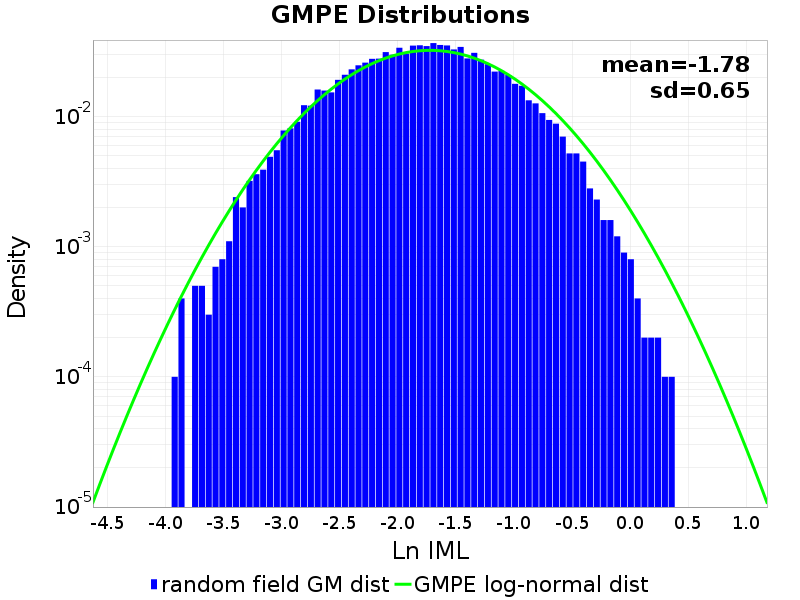 GMPE Distributions
mean=-1.78
sd=0.65
10-2
10-3
10-4
10-5
Density
-4.5 -4.0 -3.5 -3.0 -2.5 -2.0 -1.5 -1.0 -0.5 0.0 0.5 1.0
Ln IML
random field GM dist GMPE log-normal dist